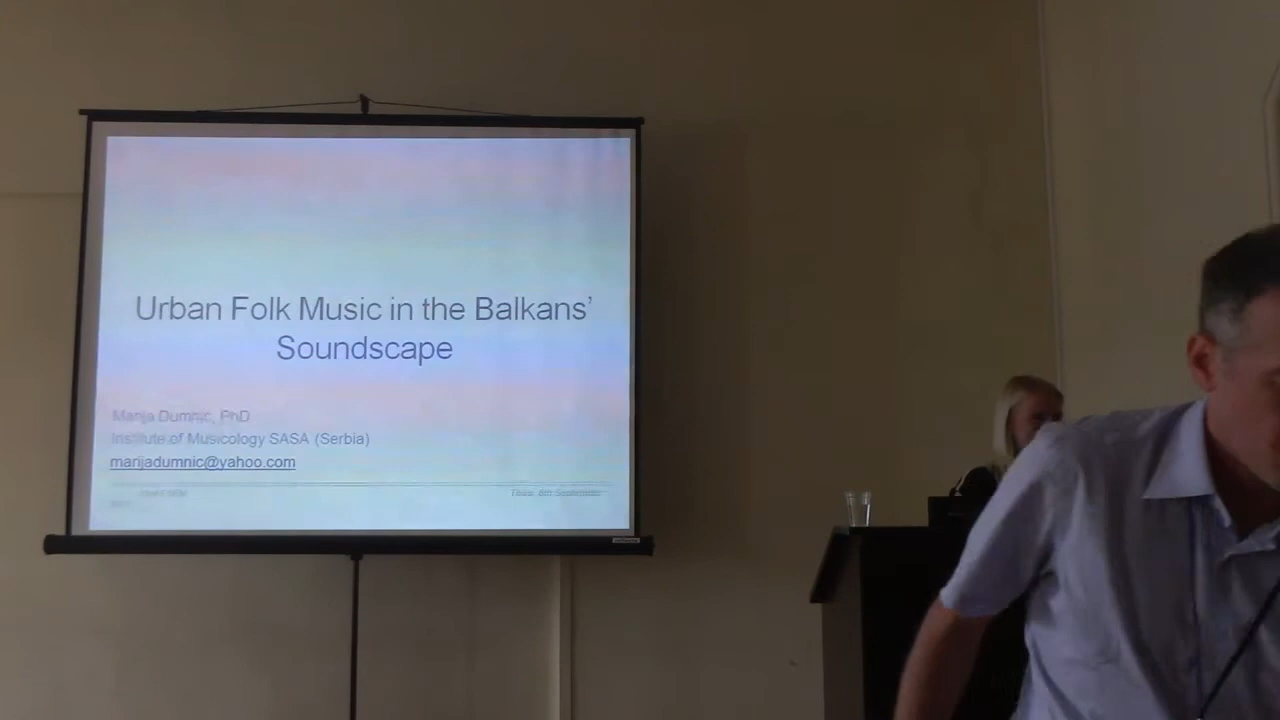 Urban Folk Music in the Balkans’
Soundscape
Marija Dumnic, PhD
Institute of Musicology SASA (Serbia)
marijadumnic@yahoo.com